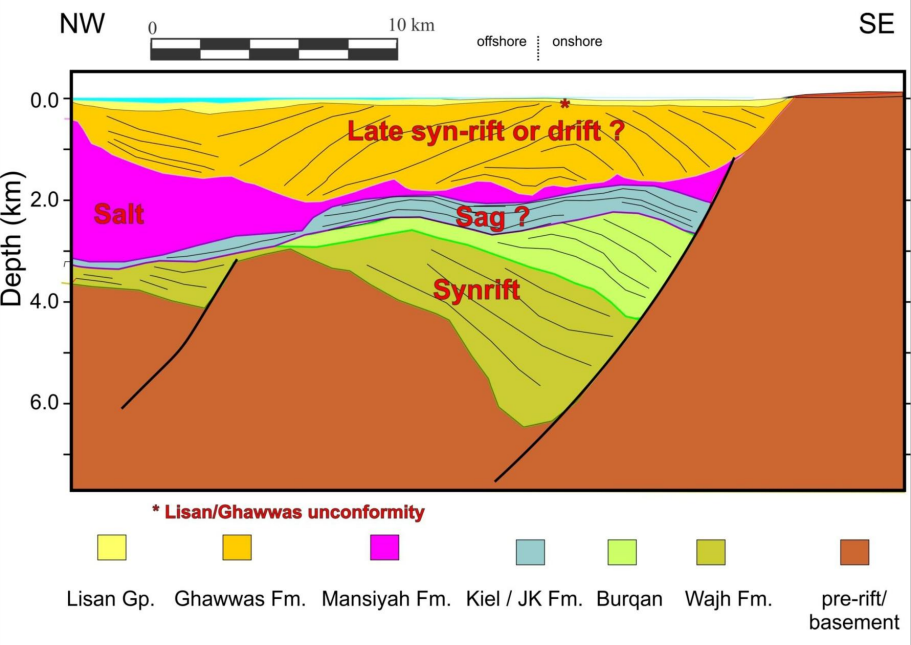 NW
SE
0
10 km
offshore
onshore
0.0
2.0
4.0
6.0
Depth (km)
*
Late syn-rift or drift ?
Salt
Sag ?
Synrift
* Lisan/Ghawwas unconformity
Lisan Gp.
Ghawwas Fm.
Mansiyah Fm.
Kiel / JK Fm.
Burqan
Wajh Fm.
pre-rift/
basement